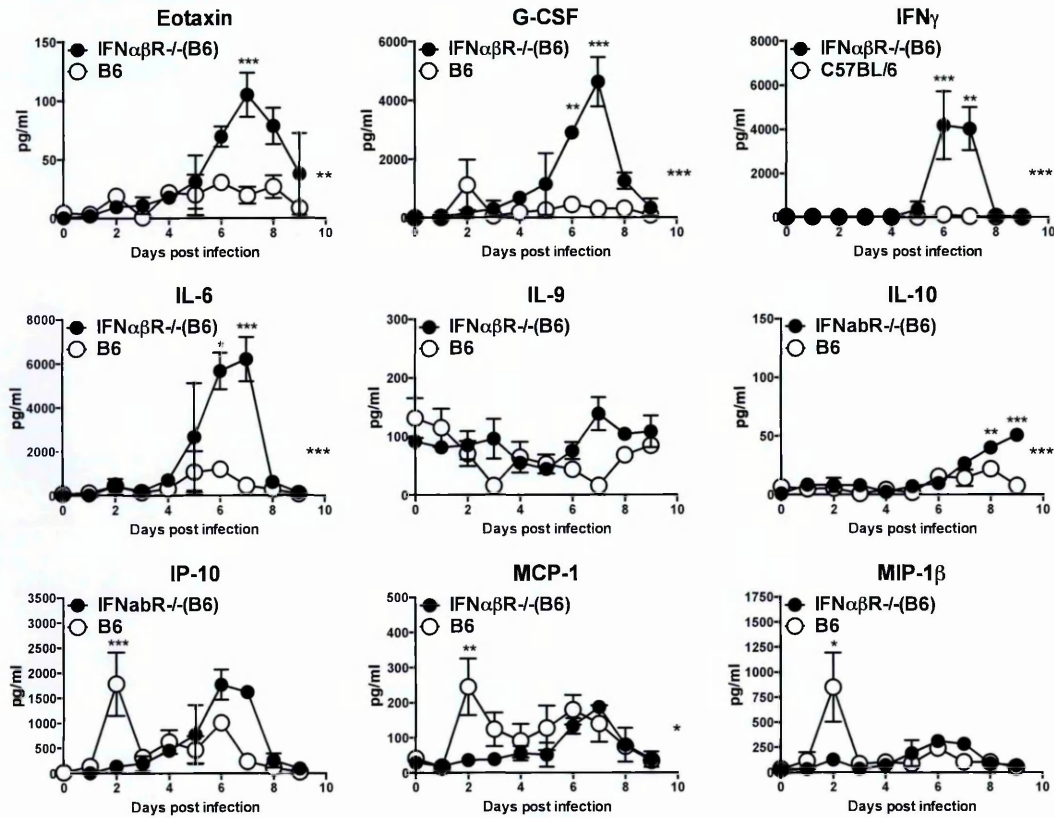 Eotaxin
IFNαβR-/-(B6)
B6
150
100
50
0
pg/ml
***
**
0 2 4 6 8 10
Days post infection
G-CSF
IFNαβR-/-(B6)
B6
6000
4000
2000
0
pg/ml
***
**
***
0 2 4 6 8 10
Days post infection
IFNγ
IFNαβR-/-(B6)
C57BL/6
8000
6000
4000
2000
0
pg/ml
*** **
***
0 2 4 6 8 10
Days post infection
IL-6
IFNαβR-/-(B6)
B6
8000
6000
4000
2000
0
pg/ml
***
*
***
0 2 4 6 8 10
Days post infection
IL-9
IFNαβR-/-(B6)
B6
300
200
100
0
pg/ml
0 2 4 6 8 10
Days post infection
IL-10
IFNabR-/-(B6)
B6
150
100
50
0
pg/ml
***
**
***
0 2 4 6 8 10
Days post infection
IP-10
IFNabR-/-(B6)
B6
3500
3000
2500
2000
1500
1000
500
0
pg/ml
***
0 2 4 6 8 10
Days post infection
MCP-1
IFNαβR-/-(B6)
B6
500
400
300
200
100
0
pg/ml
**
*
0 2 4 6 8 10
Days post infection
MIP-1β
IFNαβR-/-(B6)
B6
1750
1500
1250
1000
750
500
250
0
pg/ml
*
0 2 4 6 8 10
Days post infection